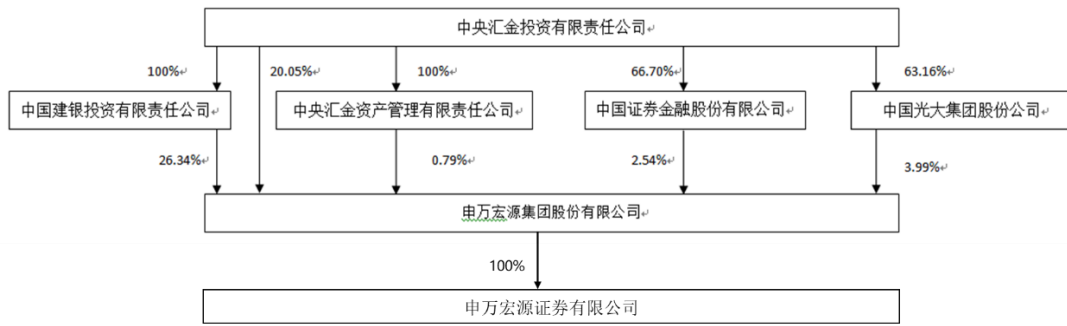 中央汇金投资有限责任公司
100% 20.05% 100% 66.70% 63.16%
中国建银投资有限责任公司 中央汇金资产管理有限责任公司 中国证券金融股份有限公司 中国光大集团股份公司
26.34% 0.79% 2.54% 3.99%
申万宏源集团股份有限公司
100%
申万宏源证券有限公司